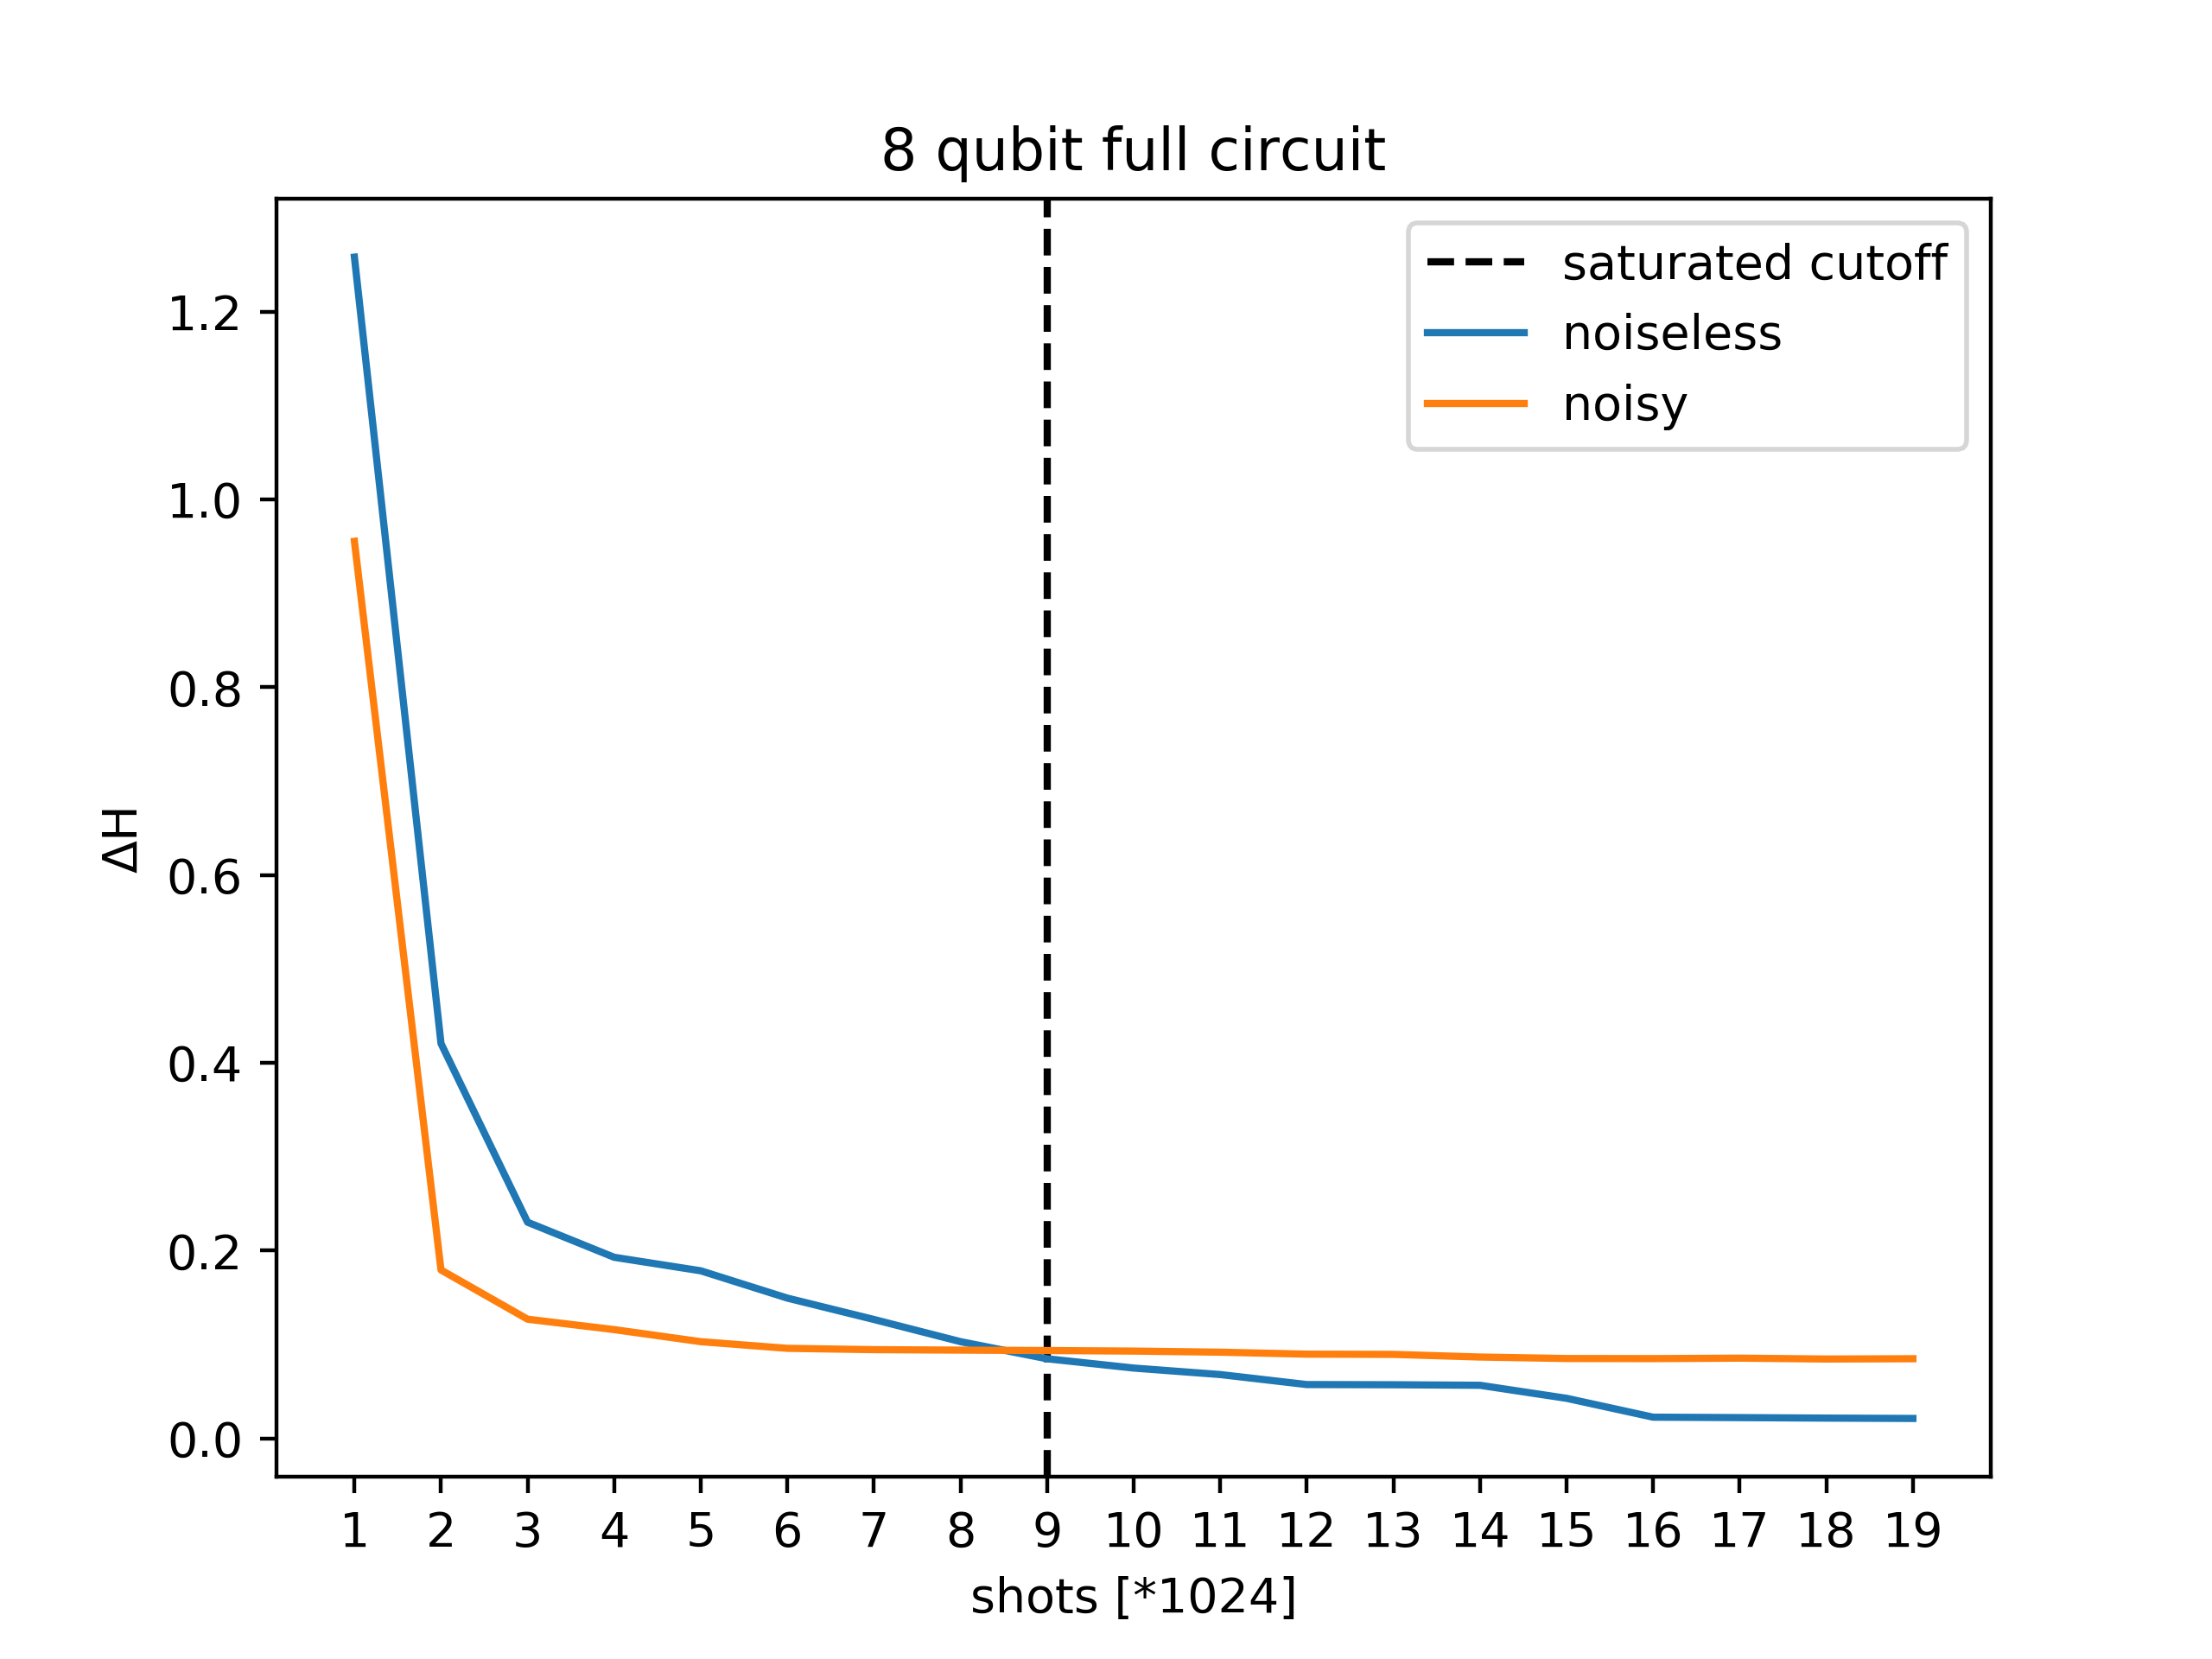 8 qubit full circuit
saturated cutoff
noiseless
noisy
1.2
1.0
0.8
0.6
0.4
0.2
0.0
ΔH
1 2 3 4 5 6 7 8 9 10 11 12 13 14 15 16 17 18 19
shots [*1024]